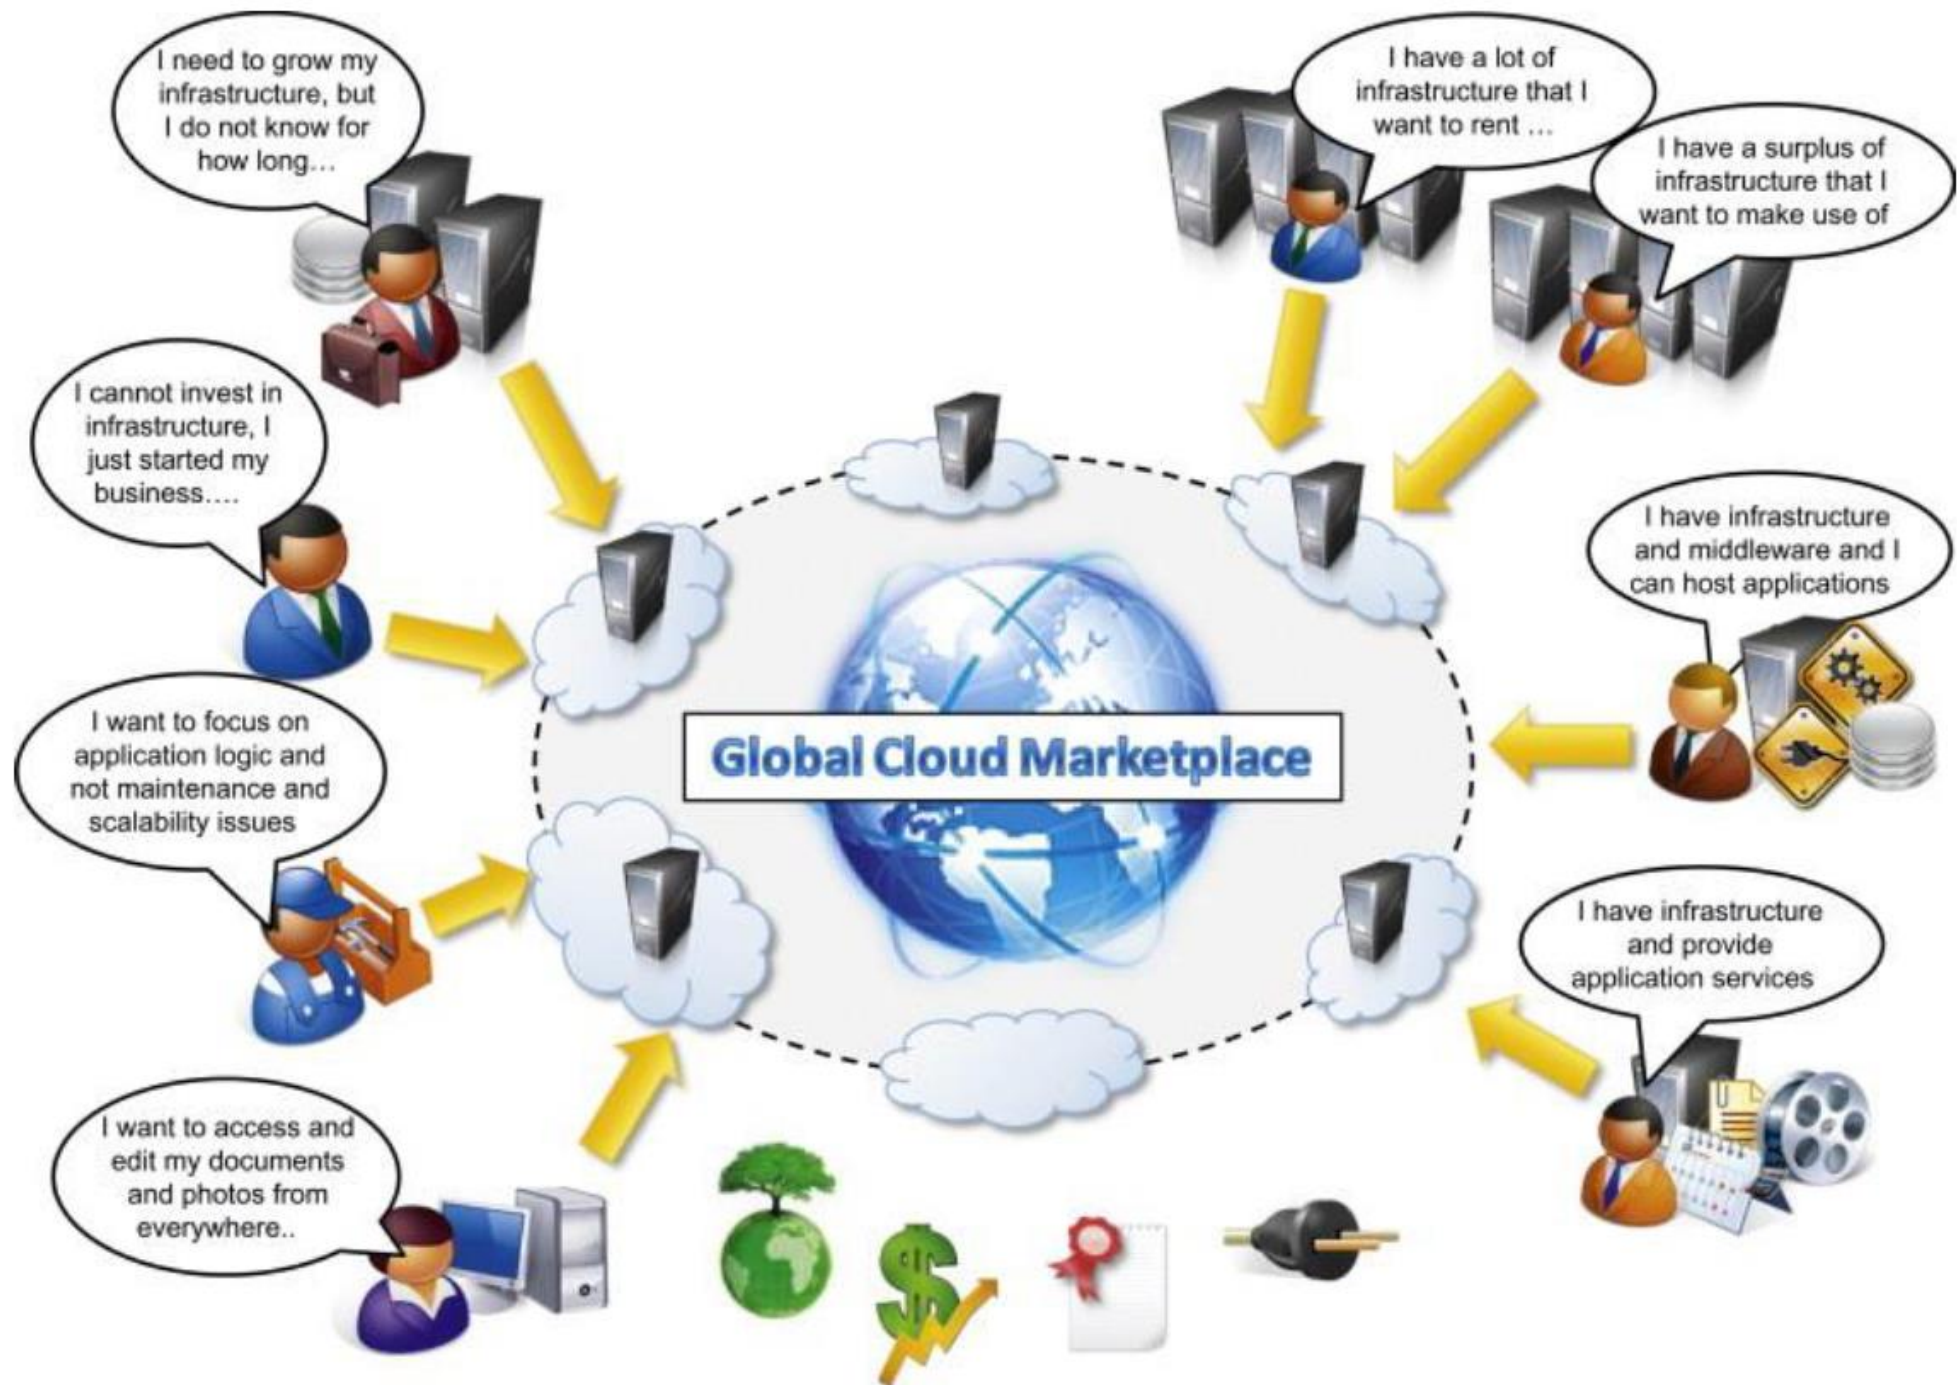 I need to grow my
infrastructure, but
I do not know for
how long...
I have a lot of
infrastructure that I
want to rent ...
I have a surplus of
infrastructure that I
want to make use of
I cannot invest in
infrastructure, I
just started my
business....
I have infrastructure
and middleware and I
can host applications
I want to focus on
application logic and
not maintenance and
scalability issues
Global Cloud Marketplace
I have infrastructure
and provide
application services
I want to access and
edit my documents
and photos from
everywhere..